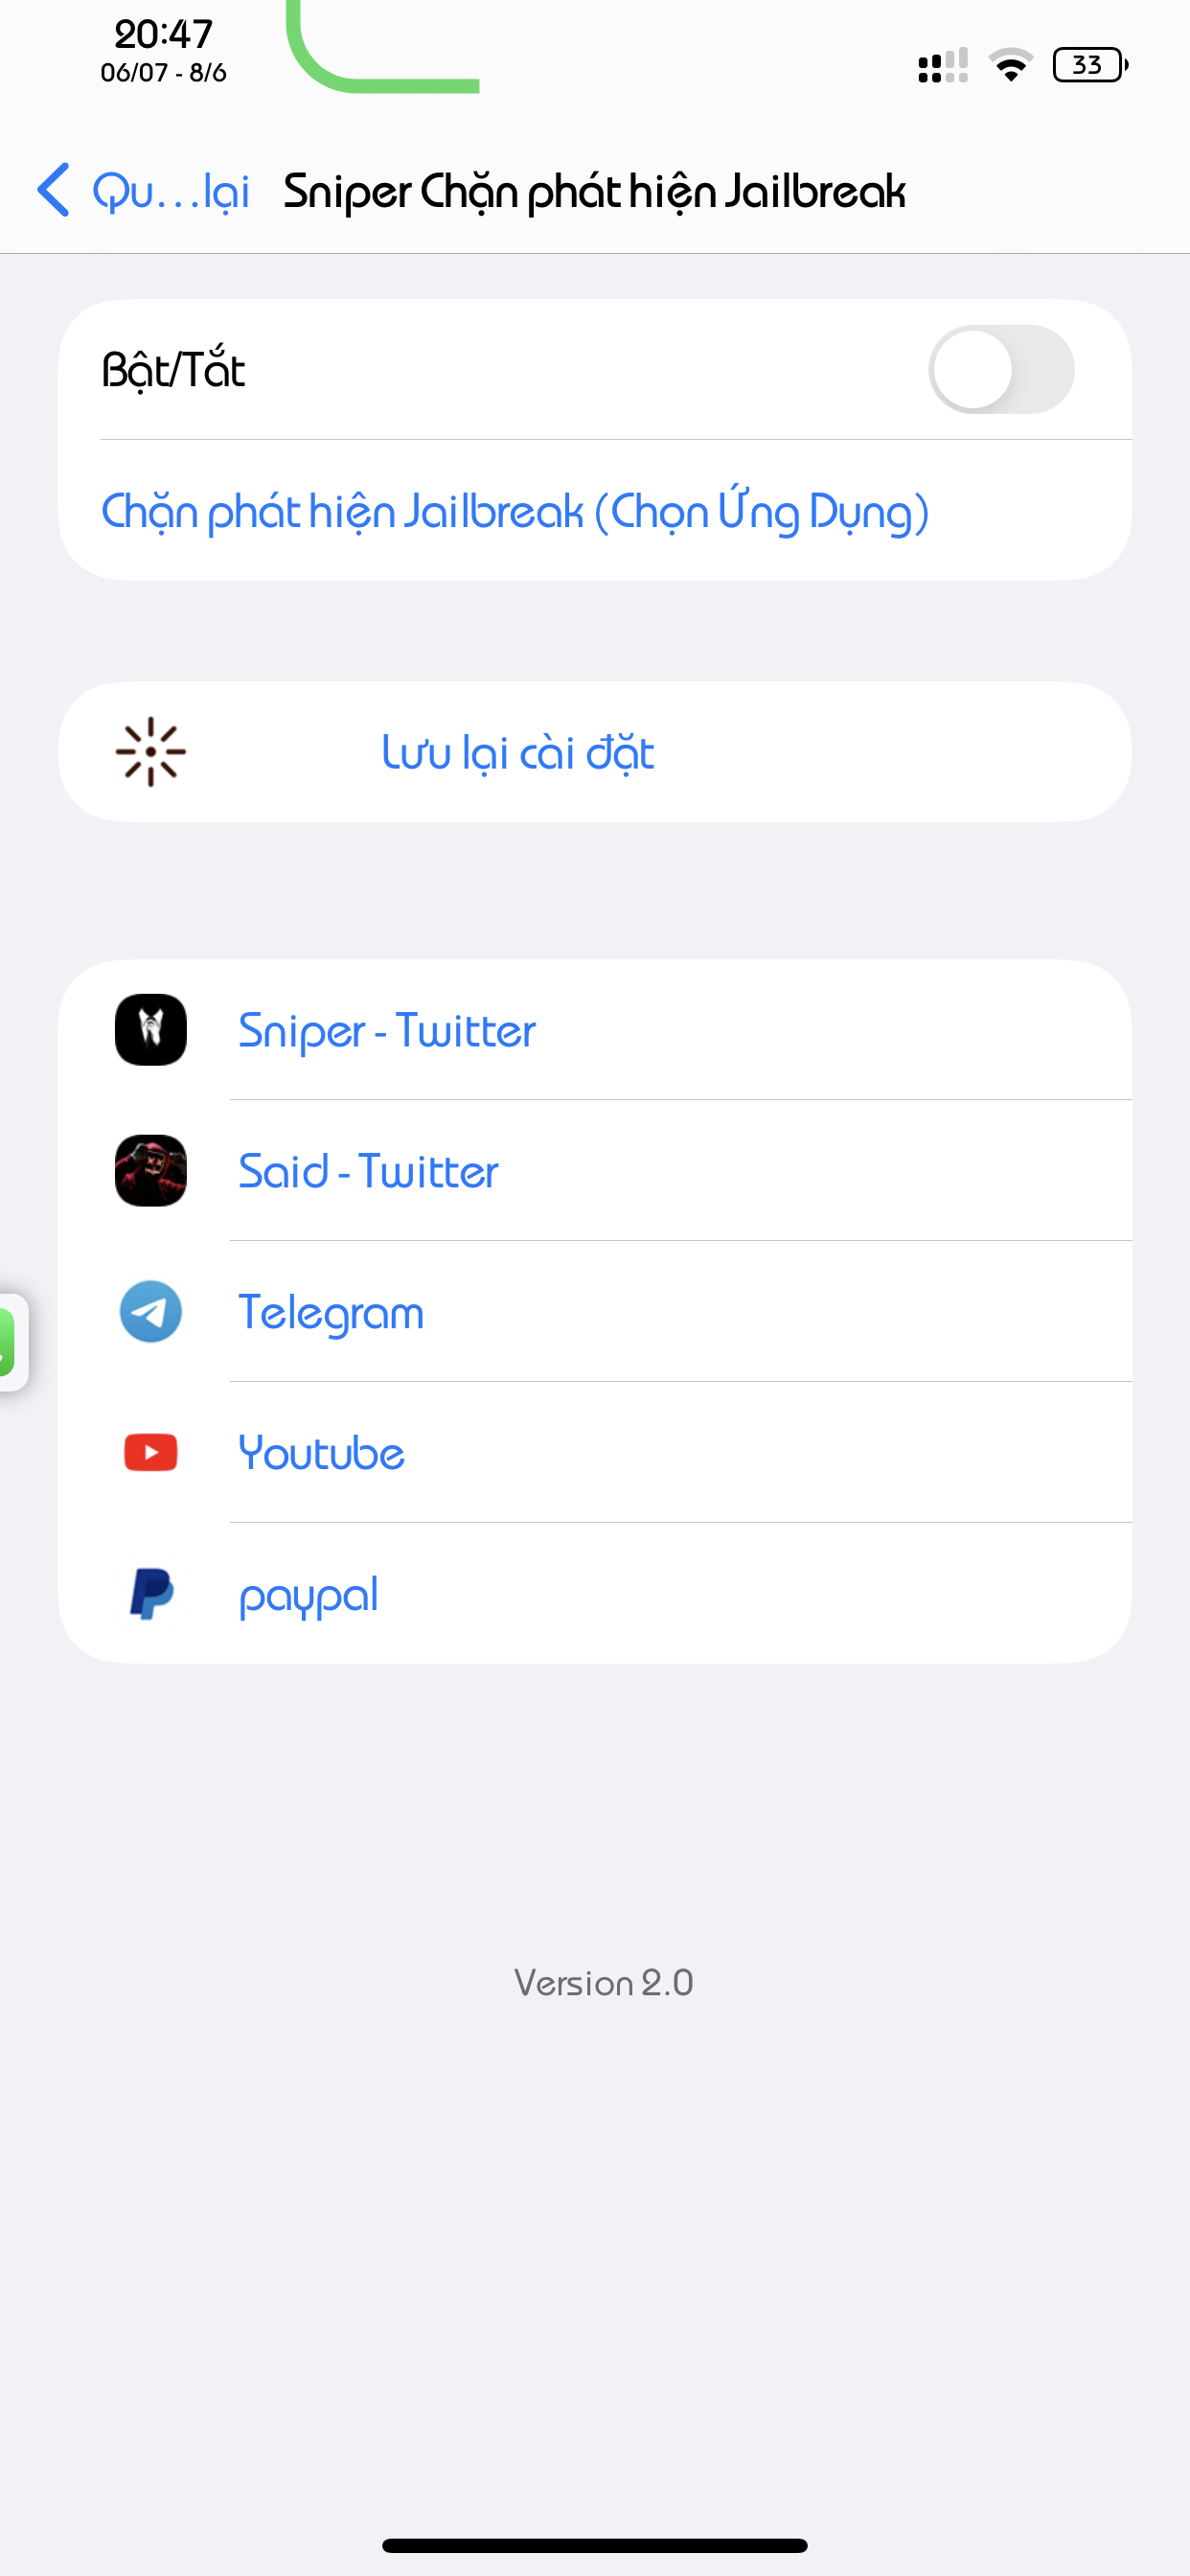 20:47
06/07 - 8/6
33
Qu...lại Sniper Chặn phát hiện Jailbreak
Bật/Tắt
Chặn phát hiện Jailbreak (Chọn Ứng Dụng)
Lưu lại cài đặt
Sniper - Twitter
Said - Twitter
Telegram
Youtube
paypal
Version 2.0